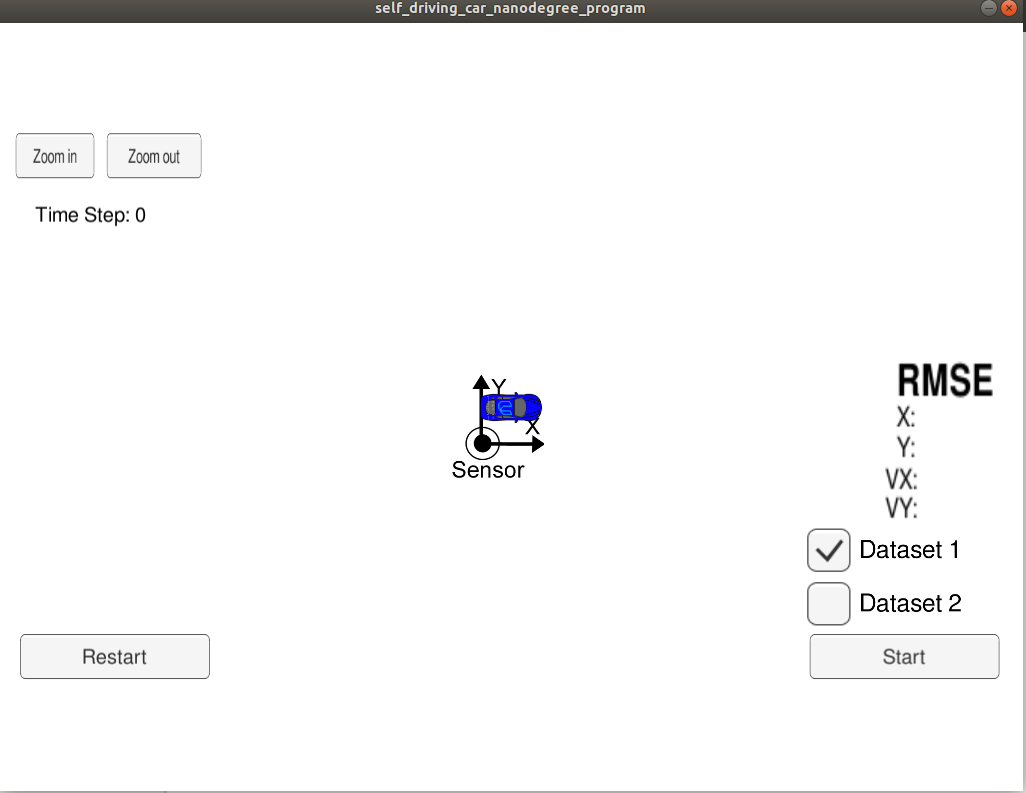 self_driving_car_nanodegree_program
Zoom in
Zoom out
Time Step: 0
Y
X
Sensor
RMSE
X:
Y:
VX:
VY:
Dataset 1
Dataset 2
Restart
Start